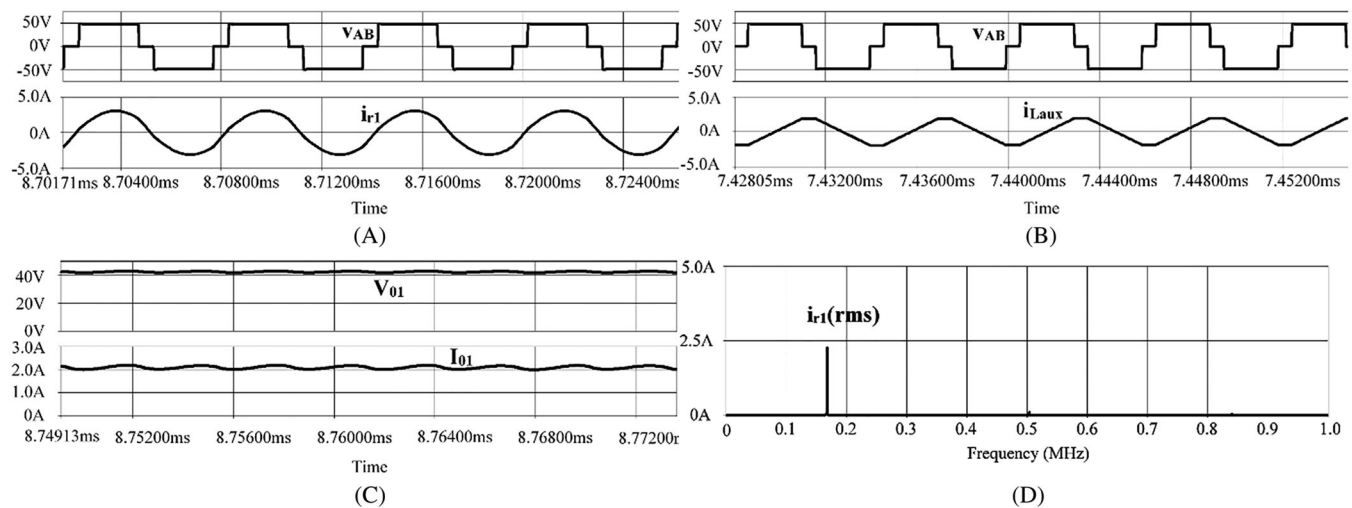 50V
0V
-50V
vAB
5.0A
0A
-5.0A
ir1
8.70171ms 8.70400ms 8.70800ms 8.71200ms 8.71600ms 8.72000ms 8.72400ms
Time
(A)
50V
0V
-50V
vAB
5.0A
0A
-5.0A
iLaux
7.42805ms 7.43200ms 7.43600ms 7.44000ms 7.44400ms 7.44800ms 7.45200ms
Time
(B)
40V
20V
0V
V01
3.0A
2.0A
1.0A
0A
I01
8.74913ms 8.75200ms 8.75600ms 8.76000ms 8.76400ms 8.76800ms 8.77200m
Time
(C)
5.0A
2.5A
0A
ir1(rms)
0 0.1 0.2 0.3 0.4 0.5 0.6 0.7 0.8 0.9 1.0
Frequency (MHz)
(D)